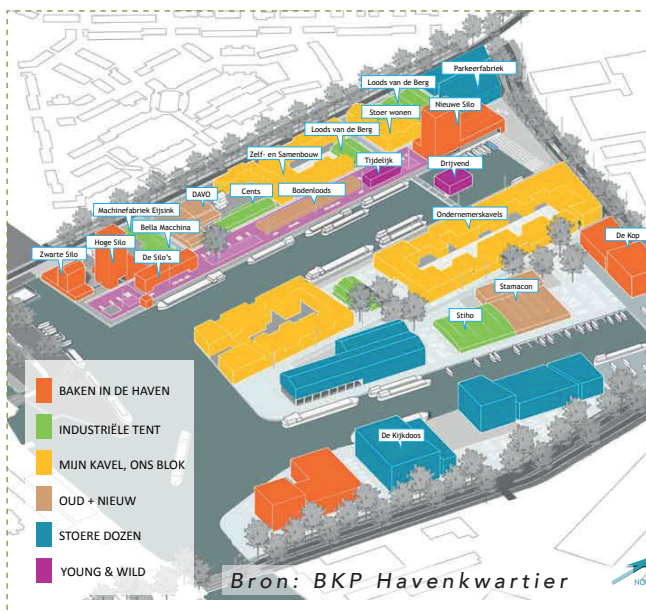 Parkeerfabriek
Loods van de Berg
Nieuwe Silo
Stoer wonen
Loods van de Berg
Zelf- en Samenbouw
Tijdelijk
Drijvend
Bodenloods
Cents
DAVO
Machinefabriek Eijsink
Bella Macchina
Ondernemerskavels
De Kop
Zwarte Silo
Hoge Silo
De Silo's
Stamacon
Stiho
De Kijkdoos
BAKEN IN DE HAVEN
INDUSTRIËLE TENT
MIJN KAVEL, ONS BLOK
OUD + NIEUW
STOERE DOZEN
YOUNG & WILD
Bron: BKP Havenkwartier
NO